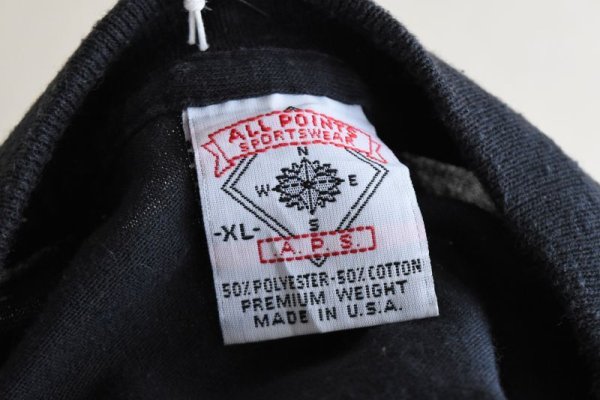 ALL POINTS
SPORTSWEAR
N
W E
S
-XL-
A.P.S.
50% POLYESTER-50% COTTON
PREMIUM WEIGHT
MADE IN U.S.A.